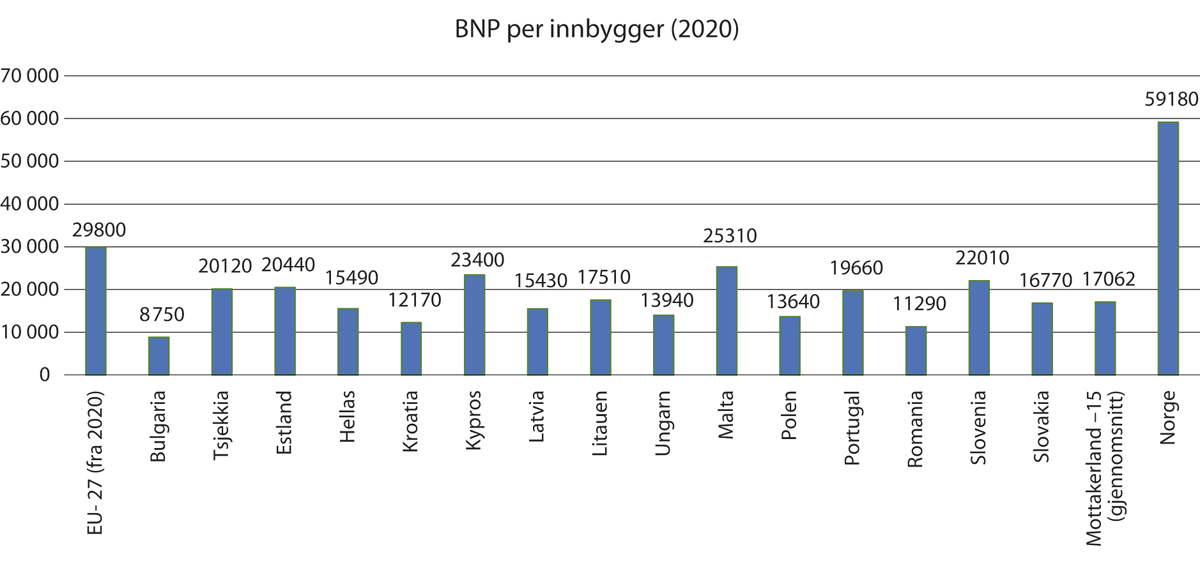 BNP per innbygger (2020)
70 000
60 000
50 000
40 000
30 000
20 000
10 000
0
29800
8750
20120
20440
15490
12170
23400
15430
17510
13940
25310
13640
19660
11290
22010
16770
17062
59180
EU- 27 (fra 2020)
Bulgaria
Tsjekkia
Estland
Hellas
Kroatia
Kypros
Latvia
Litauen
Ungarn
Malta
Polen
Portugal
Romania
Slovenia
Slovakia
Mottakerland –15
(gjennomsnitt)
Norge